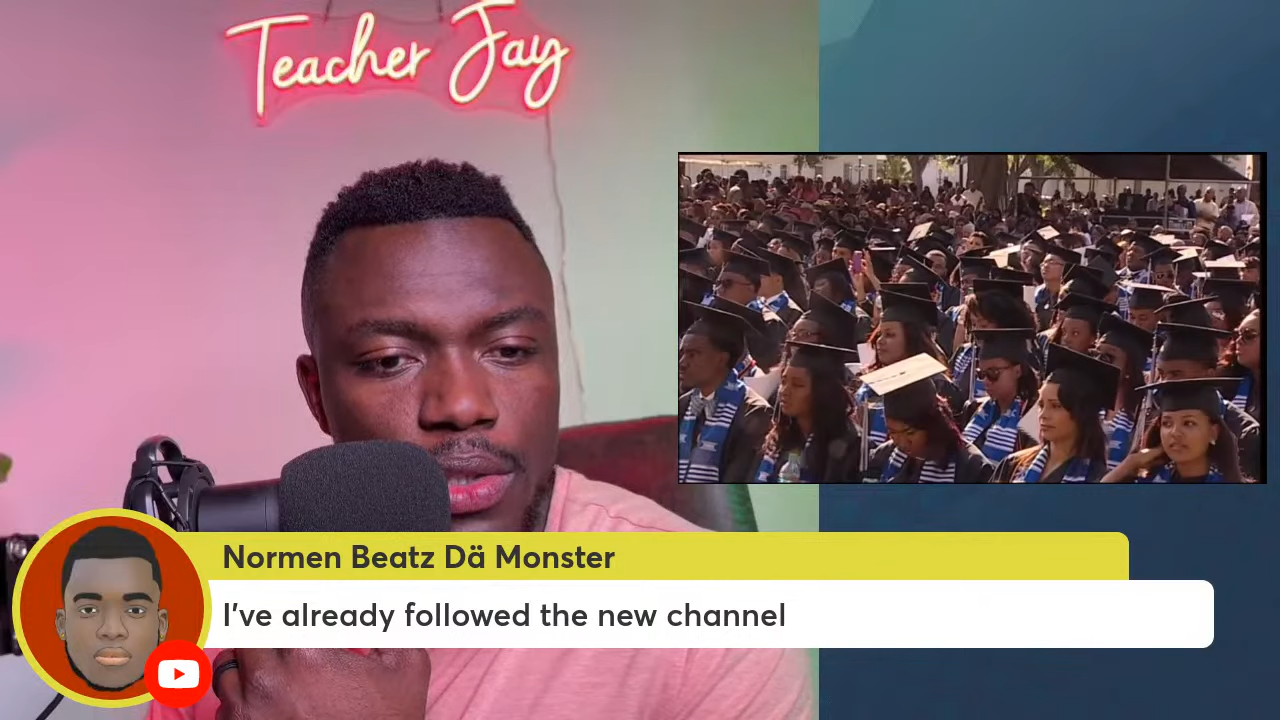 Teacher Jay
Normen Beatz Dä Monster
I've already followed the new channel